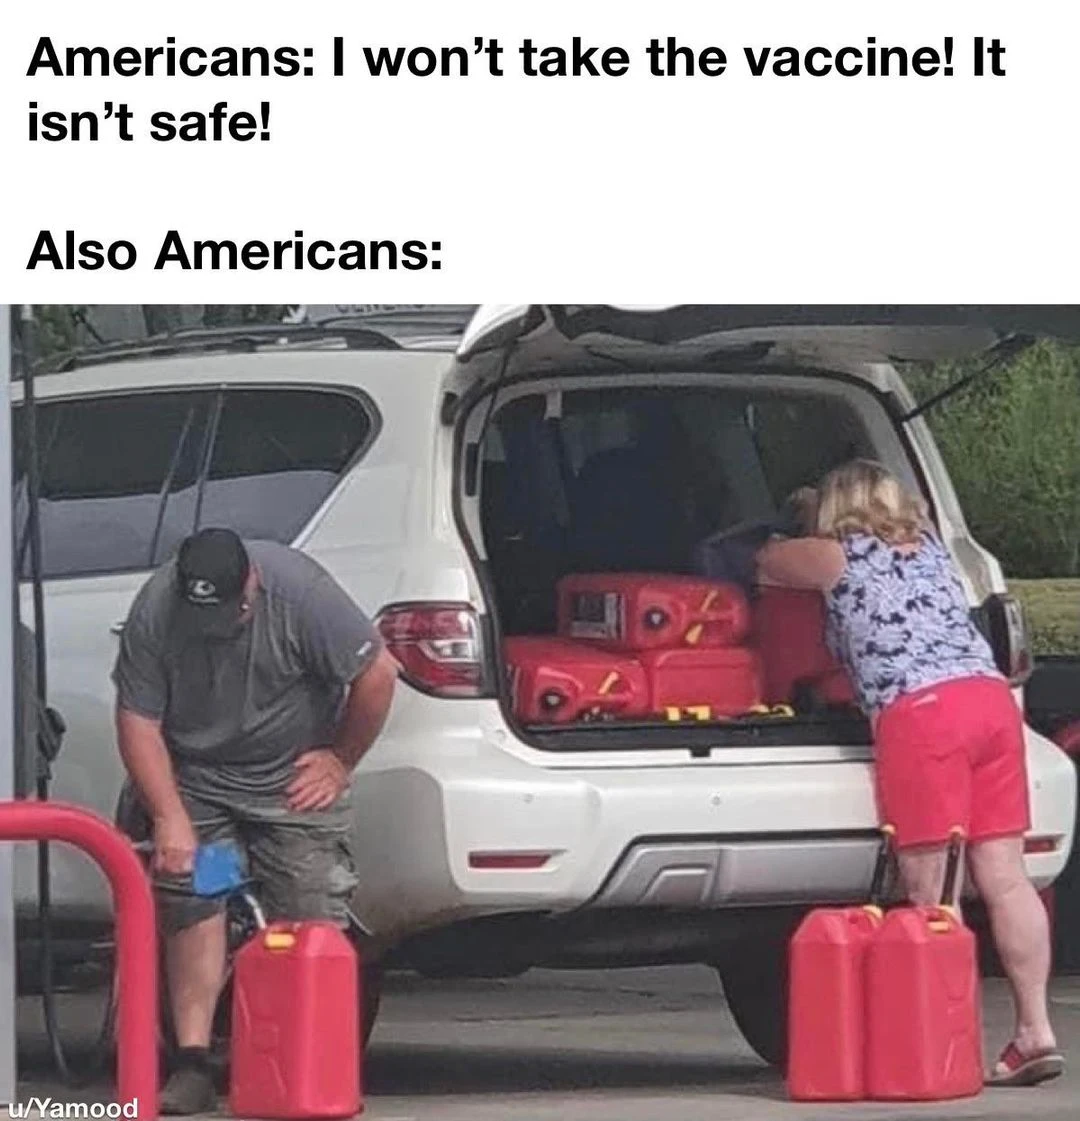 Americans: I won’t take the vaccine! It
isn’t safe!
Also Americans:
u/Yamood